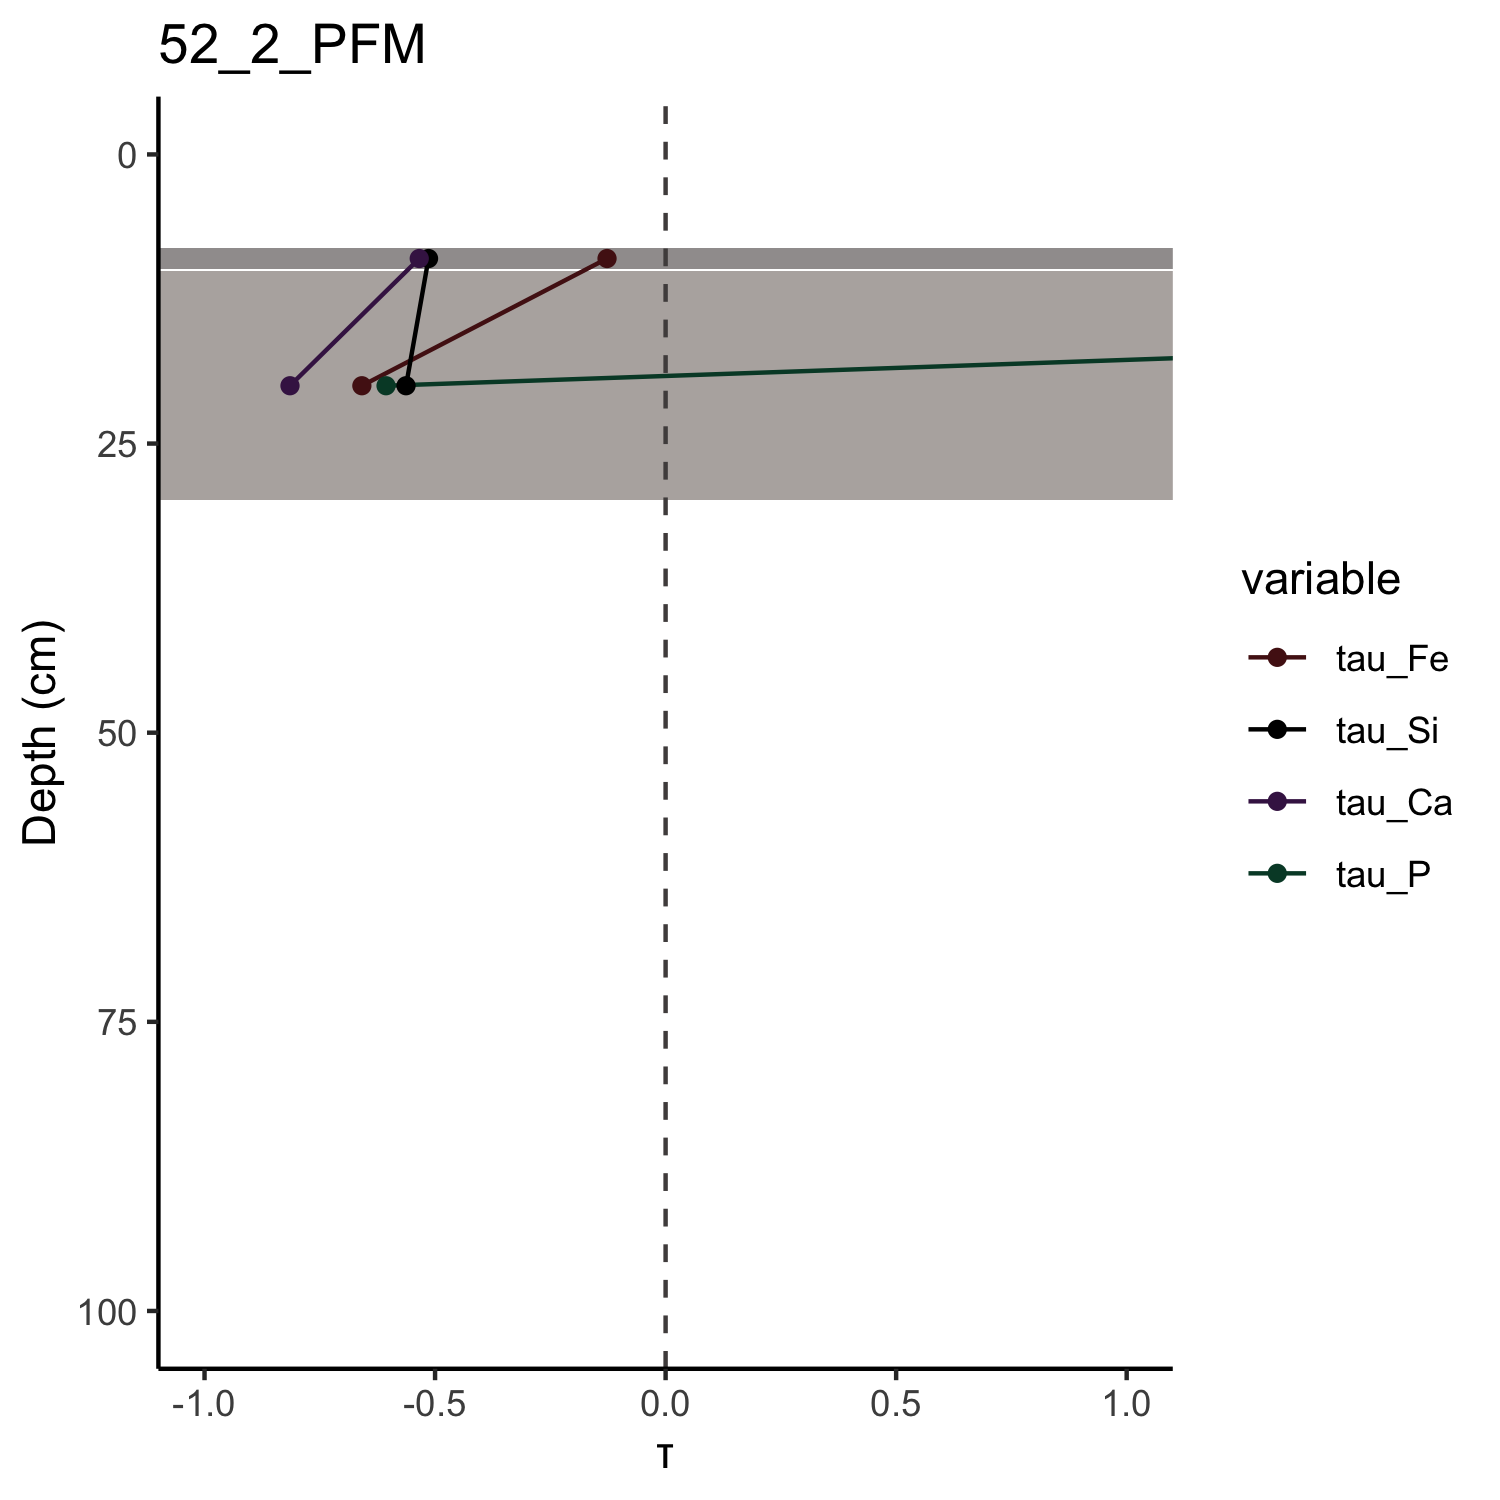 52_2_PFM
0
25
50
75
100
Depth (cm)
-1.0
-0.5
0.0
0.5
1.0
τ
variable
tau_Fe
tau_Si
tau_Ca
tau_P